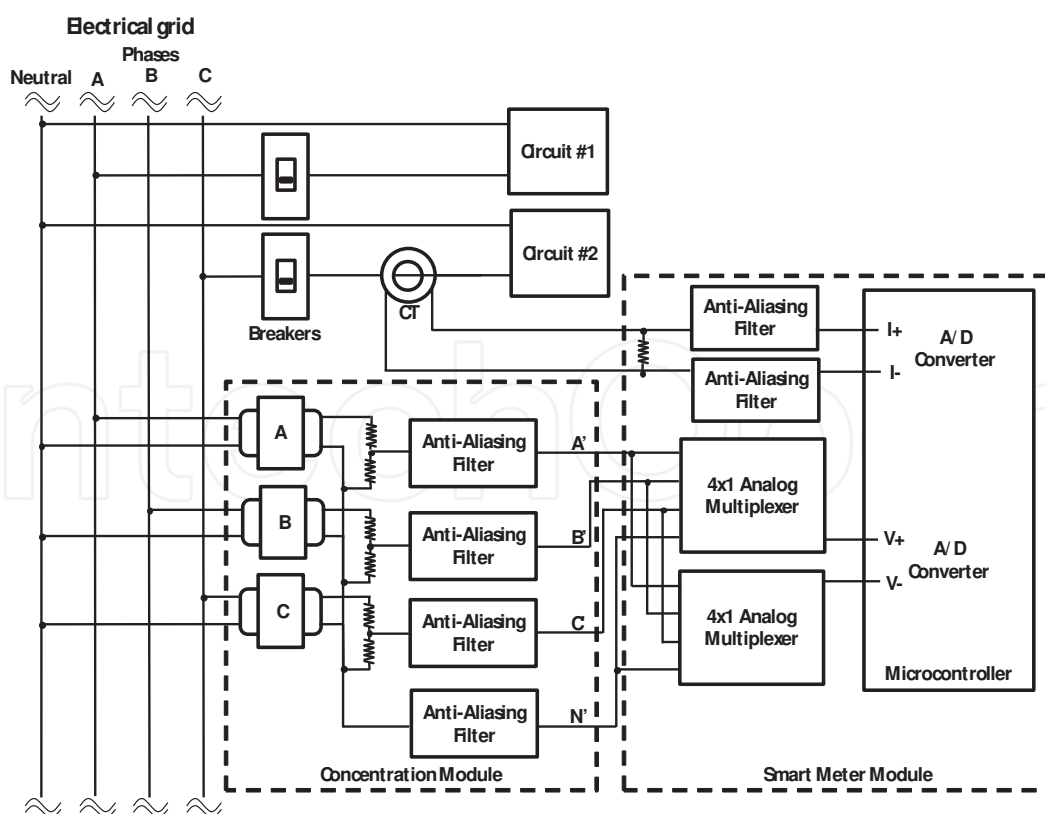 Electrical grid
Phases
Neutral A B C
Circuit #1
Circuit #2
CT
Breakers
Anti-Aliasing
Filter
I+
A/D
Converter
Anti-Aliasing
Filter
I-
A
Anti-Aliasing
Filter
A'
4x1 Analog
Multiplexer
B
Anti-Aliasing
Filter
B'
V+
A/D
Converter
V-
C
Anti-Aliasing
Filter
C
4x1 Analog
Multiplexer
Microcontroller
Anti-Aliasing
Filter
N'
Concentration Module
Smart Meter Module